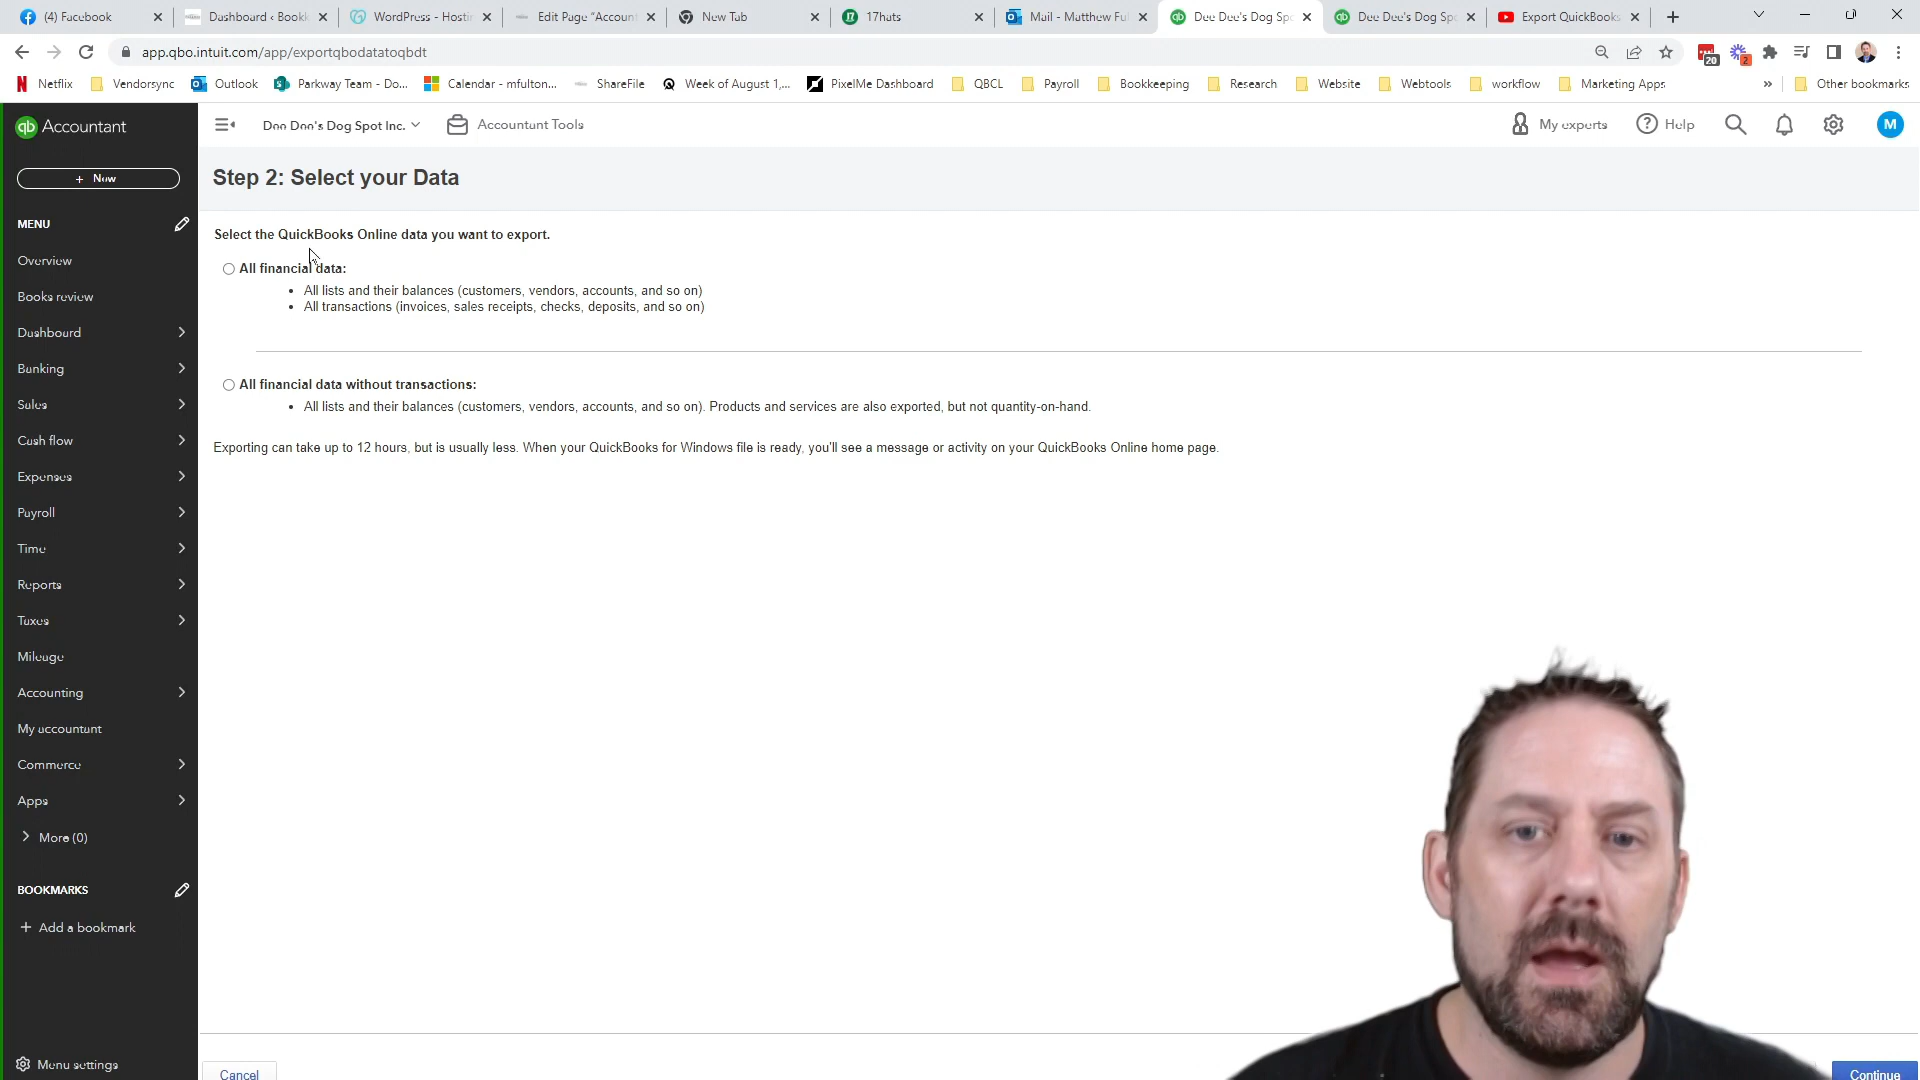 (4) Facebook
Dashboard ‹ Bookk
WordPress - Hosti
Edit Page "Accoun
New Tab
17hats
Mail - Matthew Ful
Dee Dee's Dog Spo
Dee Dee's Dog Spo
Export QuickBooks
app.qbo.intuit.com/app/exportqbodatatoqbdt
20
2
Netflix
Vendorsync
Outlook
Parkway Team - Do...
Calendar - mfulton...
ShareFile
Week of August 1,...
PixelMe Dashboard
QBCL
Payroll
Bookkeeping
Research
Website
Webtools
workflow
Marketing Apps
»
Other bookmarks
qb Accountant
Dee Dee's Dog Spot Inc.
Accountant Tools
My experts
Help
M
+ New
Step 2: Select your Data
MENU
Overview
Books review
Dashboard
Banking
Sales
Cash flow
Expenses
Payroll
Time
Reports
Taxes
Mileage
Accounting
My accountant
Commerce
Apps
More (0)
BOOKMARKS
+ Add a bookmark
Menu settings
Select the QuickBooks Online data you want to export.
All financial data:
• All lists and their balances (customers, vendors, accounts, and so on)
• All transactions (invoices, sales receipts, checks, deposits, and so on)
All financial data without transactions:
• All lists and their balances (customers, vendors, accounts, and so on). Products and services are also exported, but not quantity-on-hand.
Exporting can take up to 12 hours, but is usually less. When your QuickBooks for Windows file is ready, you'll see a message or activity on your QuickBooks Online home page.
Cancel
Continue